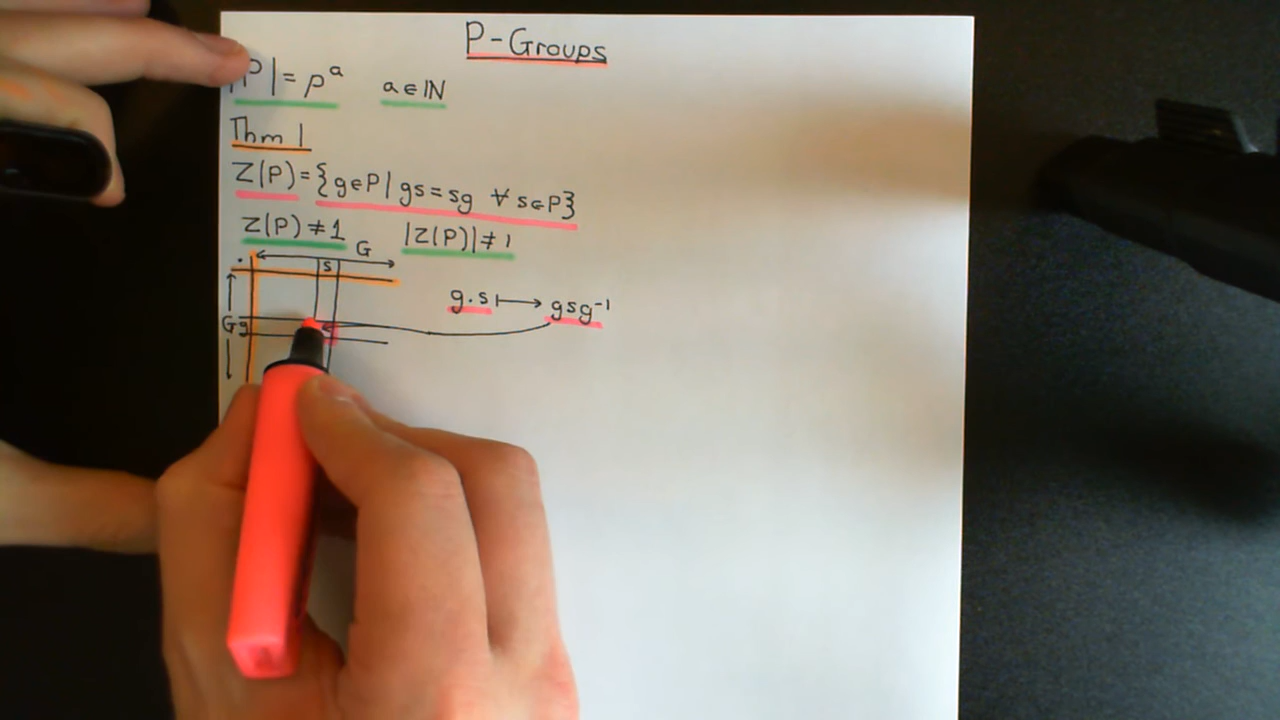 P-Groups
|P| = p^a a ∈ ℕ
Thm 1
Z(P) = {g∈P | gs = sg ∀ s∈P}
Z(P) ≠ 1 |Z(P)| ≠ 1
G
. s
g.s ↦ gsg⁻¹
G g